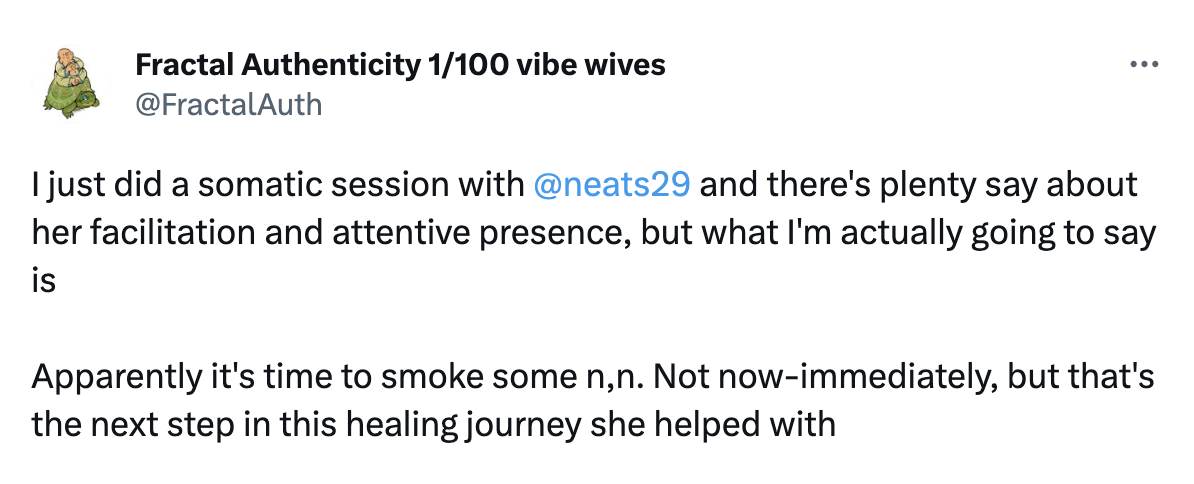 Fractal Authenticity 1/100 vibe wives
@FractalAuth
I just did a somatic session with @neats29 and there's plenty say about
her facilitation and attentive presence, but what I'm actually going to say
is
Apparently it's time to smoke some n,n. Not now-immediately, but that's
the next step in this healing journey she helped with